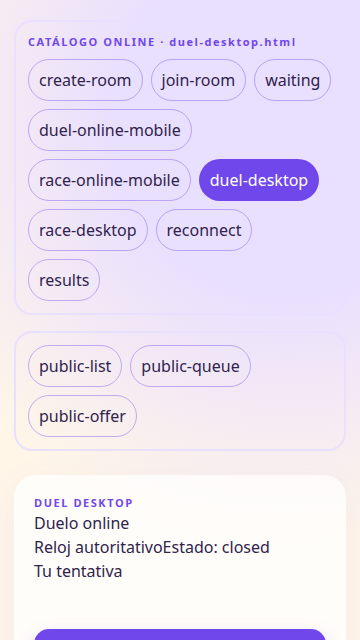 CATÁLOGO ONLINE · duel-desktop.html
create-room join-room waiting
duel-online-mobile
race-online-mobile duel-desktop
race-desktop reconnect
results
public-list public-queue
public-offer
DUEL DESKTOP
Duelo online
Reloj autoritativoEstado: closed
Tu tentativa